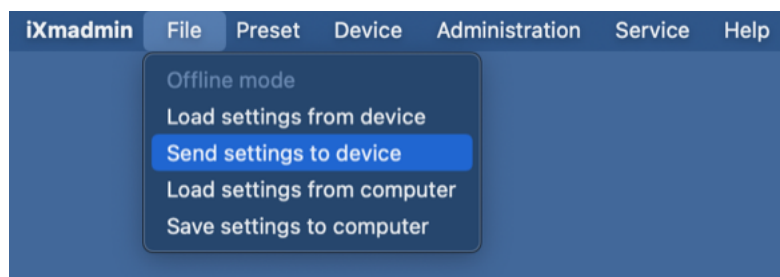 iXmadmin File Preset Device Administration Service Help
Offline mode
Load settings from device
Send settings to device
Load settings from computer
Save settings to computer